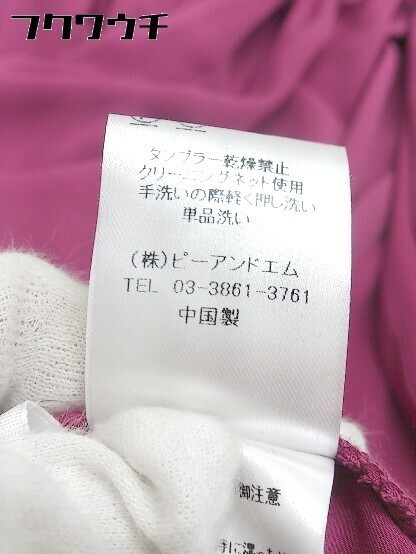 フクワウチ
タンブラー乾燥禁止
クリーニングネット使用
手洗いの際軽く押し洗い
単品洗い
(株)ピーアンドエム
TEL 03-3861-3761
中国製
御注意